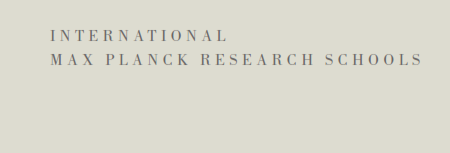 INTERNATIONAL
MAX PLANCK RESEARCH SCHOOLS